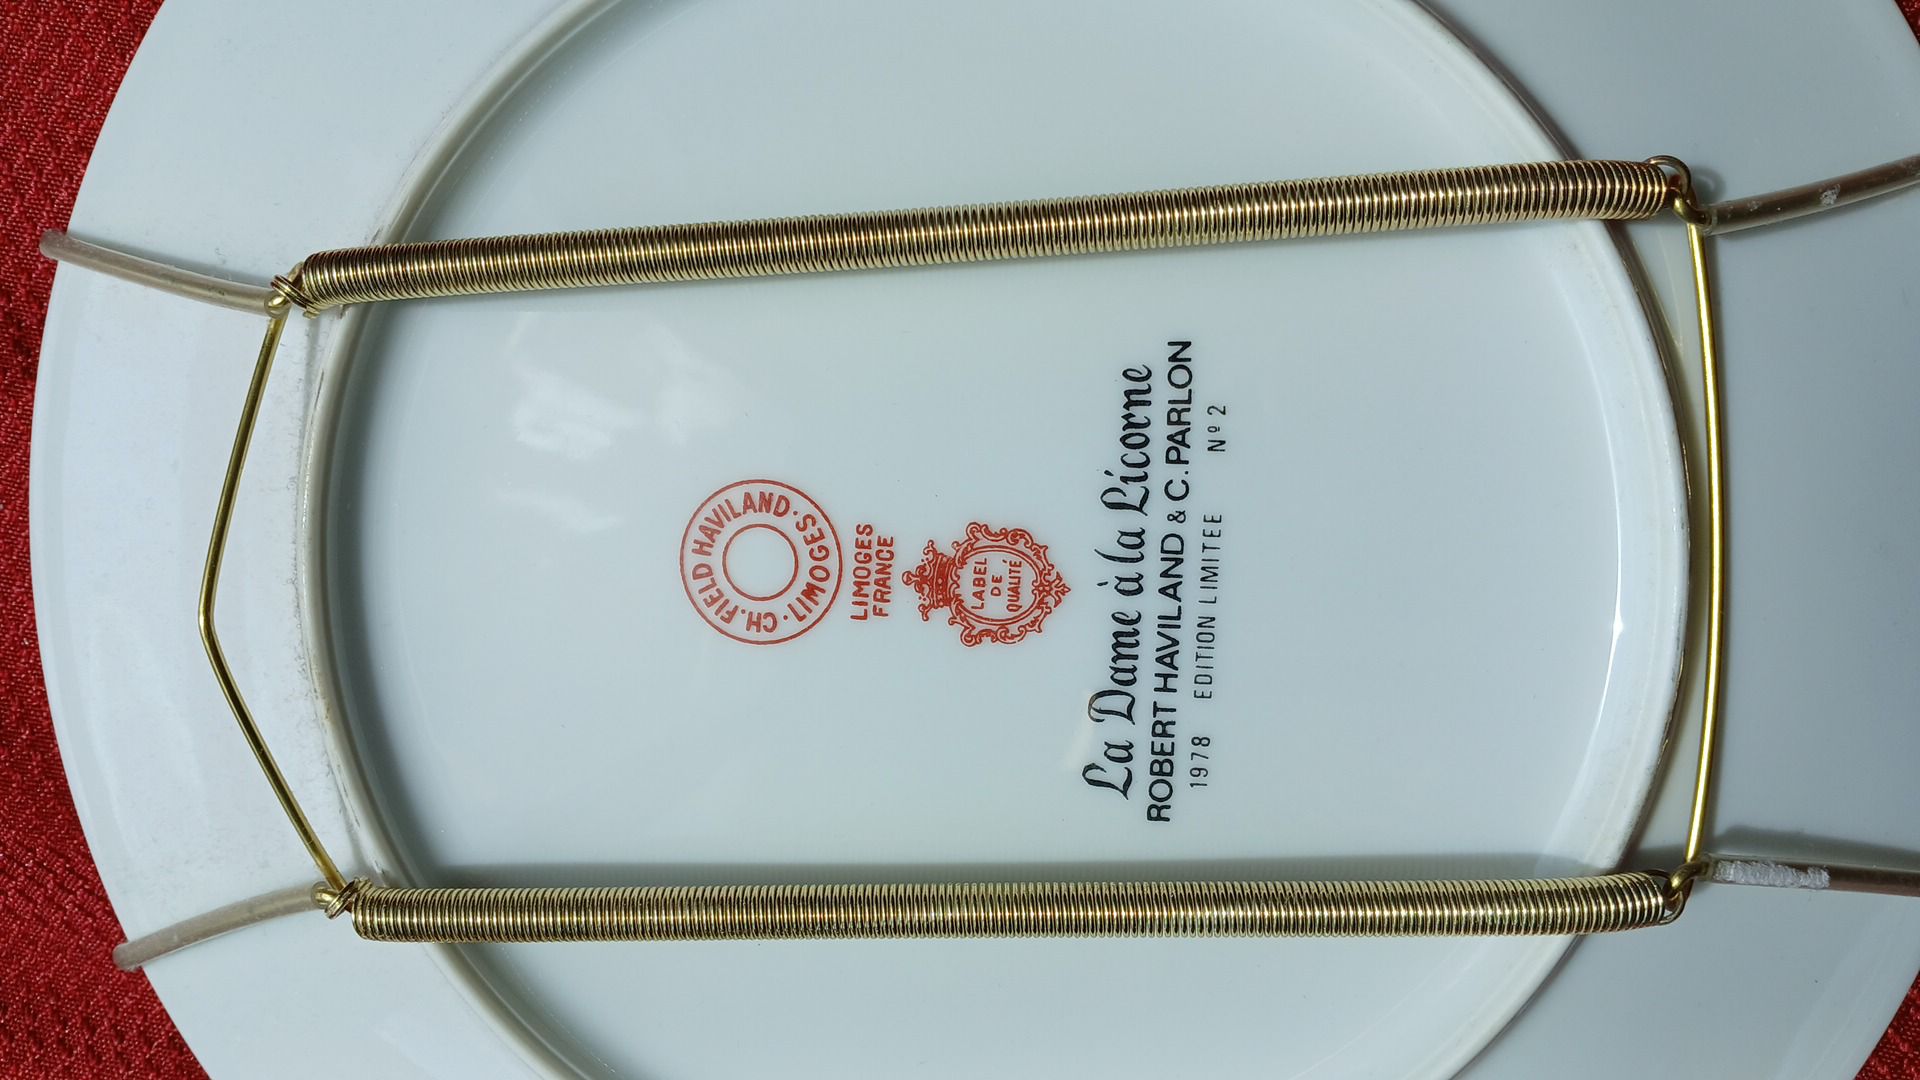 CH. FIELD HAVILAND · LIMOGES ·
LIMOGES
FRANCE
LABEL
DE
QUALITÉ
La Dame à la Licorne
ROBERT HAVILAND & C. PARLON
1978 EDITION LIMITEE Nº 2